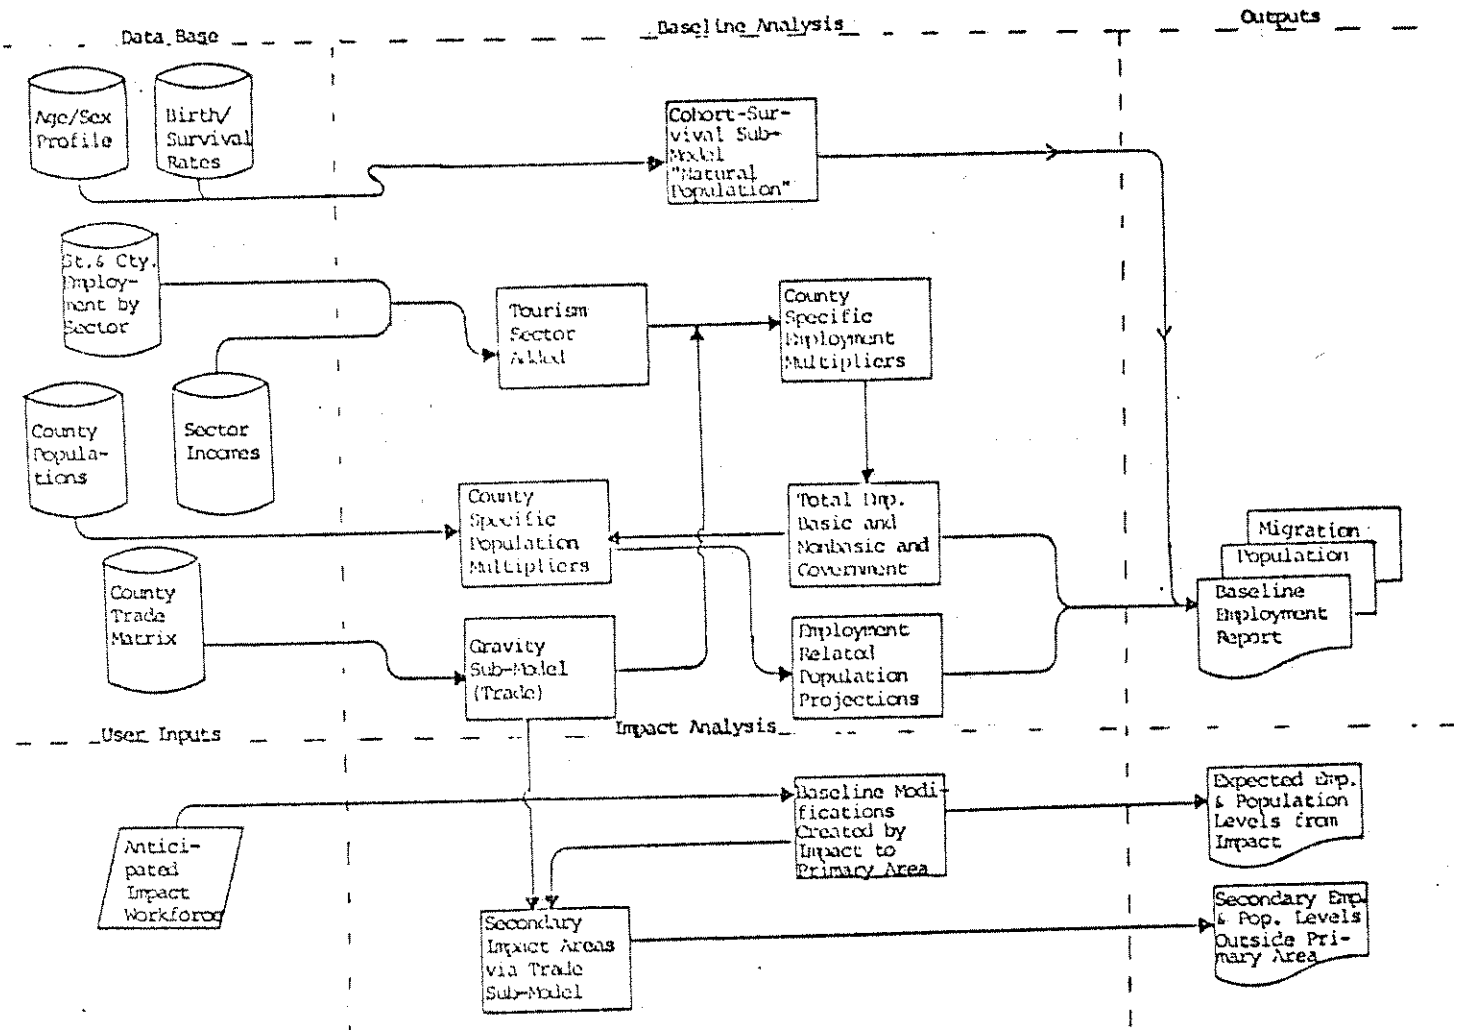 Data Base
Baseline Analysis
Outputs
Age/Sex
Profile
Birth/
Survival
Rates
Cohort-Sur-
vival Sub-
Model
"Natural
Population"
St.& Cty.
Employ-
ment by
Sector
Tourism
Sector
Added
County
Specific
Employment
Multipliers
County
Popula-
tions
Sector
Incomes
County
Specific
Population
Multipliers
Total Emp.
Basic and
Nonbasic and
Government
Migration
Population
Baseline
Employment
Report
County
Trade
Matrix
Gravity
Sub-Model
(Trade)
Employment
Related
Population
Projections
User Inputs
Impact Analysis
Antici-
pated
Impact
Workforce
Baseline Modi-
fications
Created by
Impact to
Primary Area
Expected Emp.
& Population
Levels from
Impact
Secondary
Impact Areas
via Trade
Sub-Model
Secondary Emp.
& Pop. Levels
Outside Pri-
mary Area